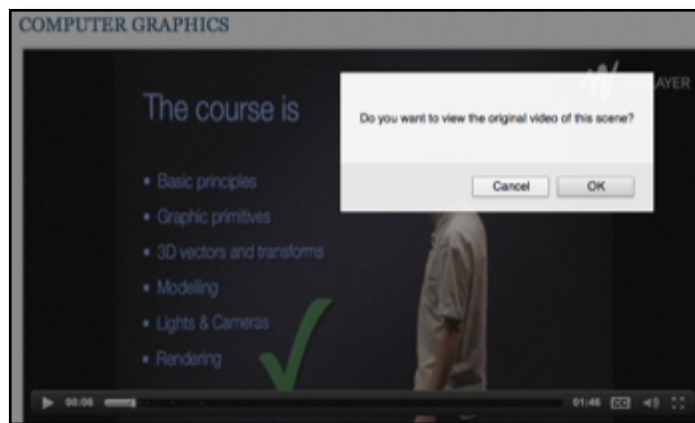 COMPUTER GRAPHICS
AYER
The course is
Do you want to view the original video of this scene?
Cancel OK
▪ Basic principles
▪ Graphic primitives
▪ 3D vectors and transforms
▪ Modelling
▪ Lights & Cameras
▪ Rendering
00:06 01:46 CC